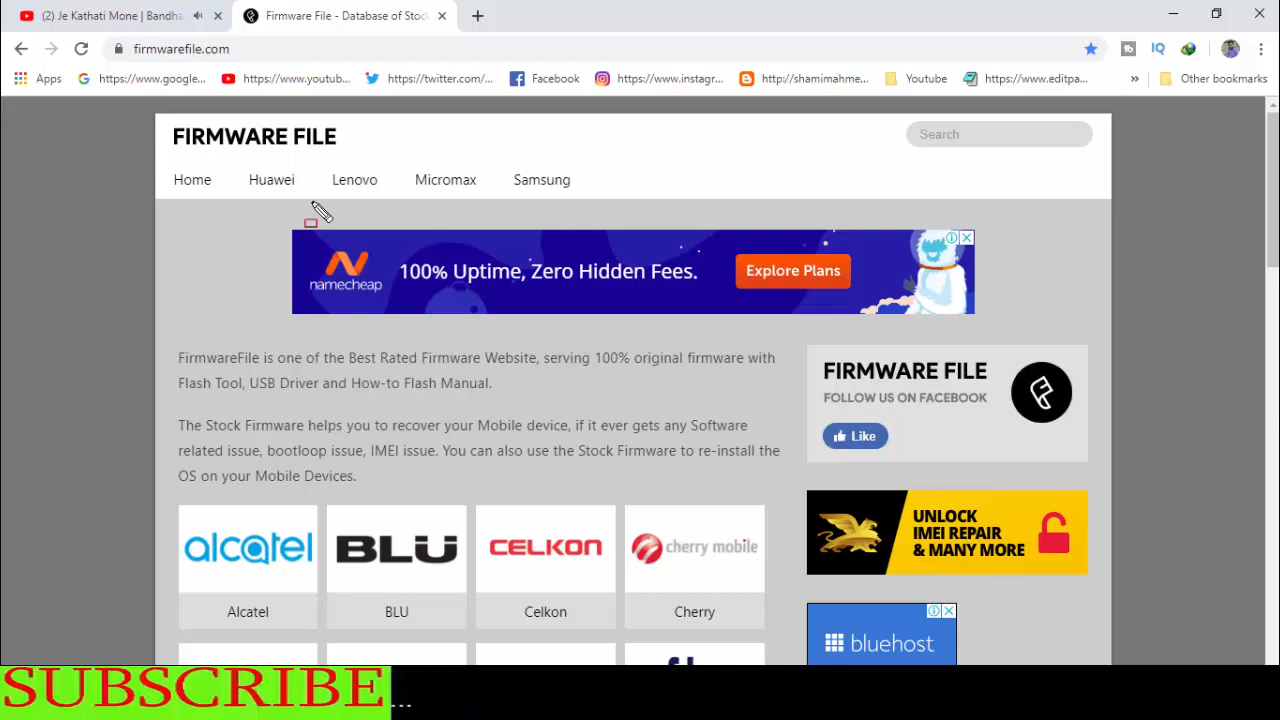 (2) Je Kathati Mone | Bandha
Firmware File - Database of Stoc
firmwarefile.com
Apps
https://www.google...
https://www.youtub...
https://twitter.com/...
Facebook
https://www.instagr...
http://shamimahme...
Youtube
https://www.editpa...
»
Other bookmarks
FIRMWARE FILE
Search
Home
Huawei
Lenovo
Micromax
Samsung
namecheap
100% Uptime, Zero Hidden Fees.
Explore Plans
FirmwareFile is one of the Best Rated Firmware Website, serving 100% original firmware with
Flash Tool, USB Driver and How-to Flash Manual.
The Stock Firmware helps you to recover your Mobile device, if it ever gets any Software
related issue, bootloop issue, IMEI issue. You can also use the Stock Firmware to re-install the
OS on your Mobile Devices.
FIRMWARE FILE
FOLLOW US ON FACEBOOK
Like
UNLOCK
IMEI REPAIR
& MANY MORE
bluehost
alcatel
BLU
CELKON
cherry mobile
Alcatel
BLU
Celkon
Cherry
SUBSCRIBE
...